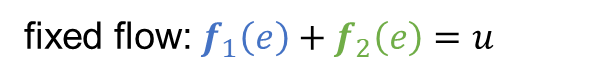 fixed flow: f₁(e) + f₂(e) = u